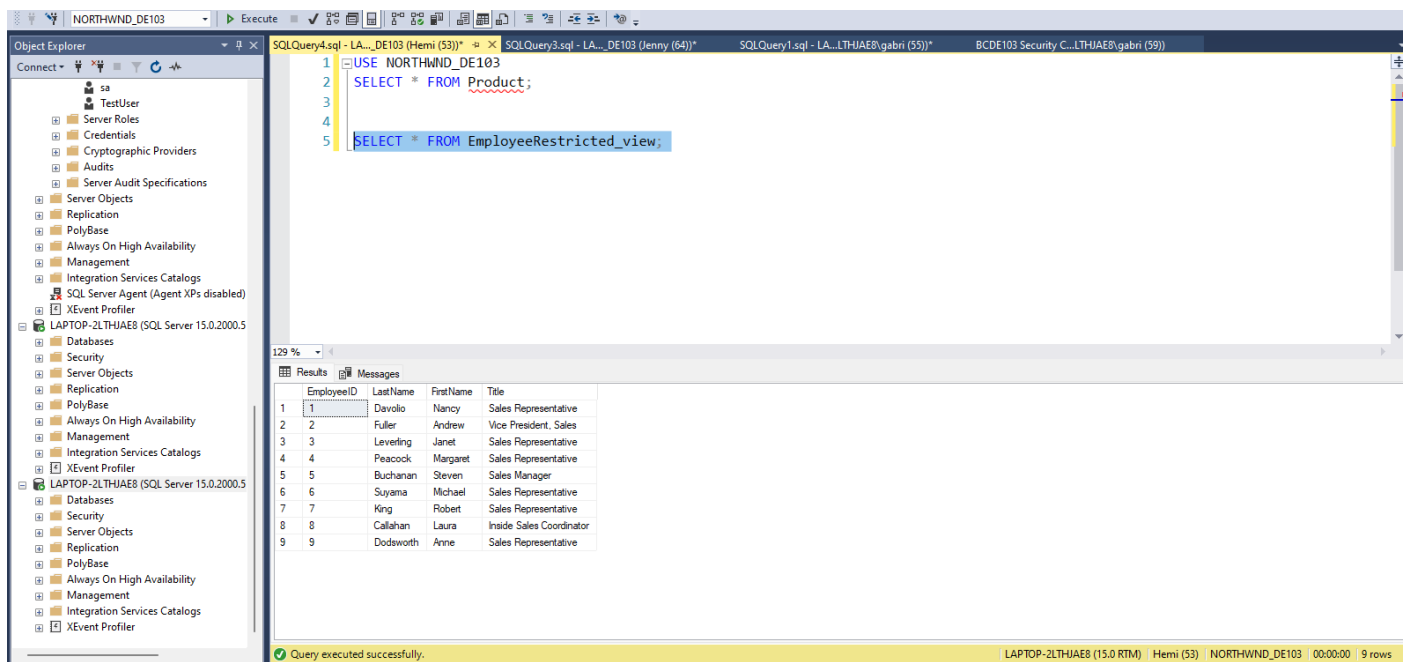 NORTHWND_DE103 Execute
Object Explorer
Connect
sa
TestUser
Server Roles
Credentials
Cryptographic Providers
Audits
Server Audit Specifications
Server Objects
Replication
PolyBase
Always On High Availability
Management
Integration Services Catalogs
SQL Server Agent (Agent XPs disabled)
XEvent Profiler
LAPTOP-2LTHJAE8 (SQL Server 15.0.2000.5
Databases
Security
Server Objects
Replication
PolyBase
Always On High Availability
Management
Integration Services Catalogs
XEvent Profiler
LAPTOP-2LTHJAE8 (SQL Server 15.0.2000.5
Databases
Security
Server Objects
Replication
PolyBase
Always On High Availability
Management
Integration Services Catalogs
XEvent Profiler
SQLQuery4.sql - LA..._DE103 (Hemi (53))* SQLQuery3.sql - LA..._DE103 (Jenny (64))* SQLQuery1.sql - LA...LTHJAE8\gabri (55))* BCDE103 Security C...LTHJAE8\gabri (59))
1 USE NORTHWND_DE103
2 SELECT * FROM Product;
3
4
5 SELECT * FROM EmployeeRestricted_view;
129 %
Results Messages
EmployeeID LastName FirstName Title
1 1 Davolio Nancy Sales Representative
2 2 Fuller Andrew Vice President, Sales
3 3 Leverling Janet Sales Representative
4 4 Peacock Margaret Sales Representative
5 5 Buchanan Steven Sales Manager
6 6 Suyama Michael Sales Representative
7 7 King Robert Sales Representative
8 8 Callahan Laura Inside Sales Coordinator
9 9 Dodsworth Anne Sales Representative
Query executed successfully. LAPTOP-2LTHJAE8 (15.0 RTM) Hemi (53) NORTHWND_DE103 00:00:00 9 rows